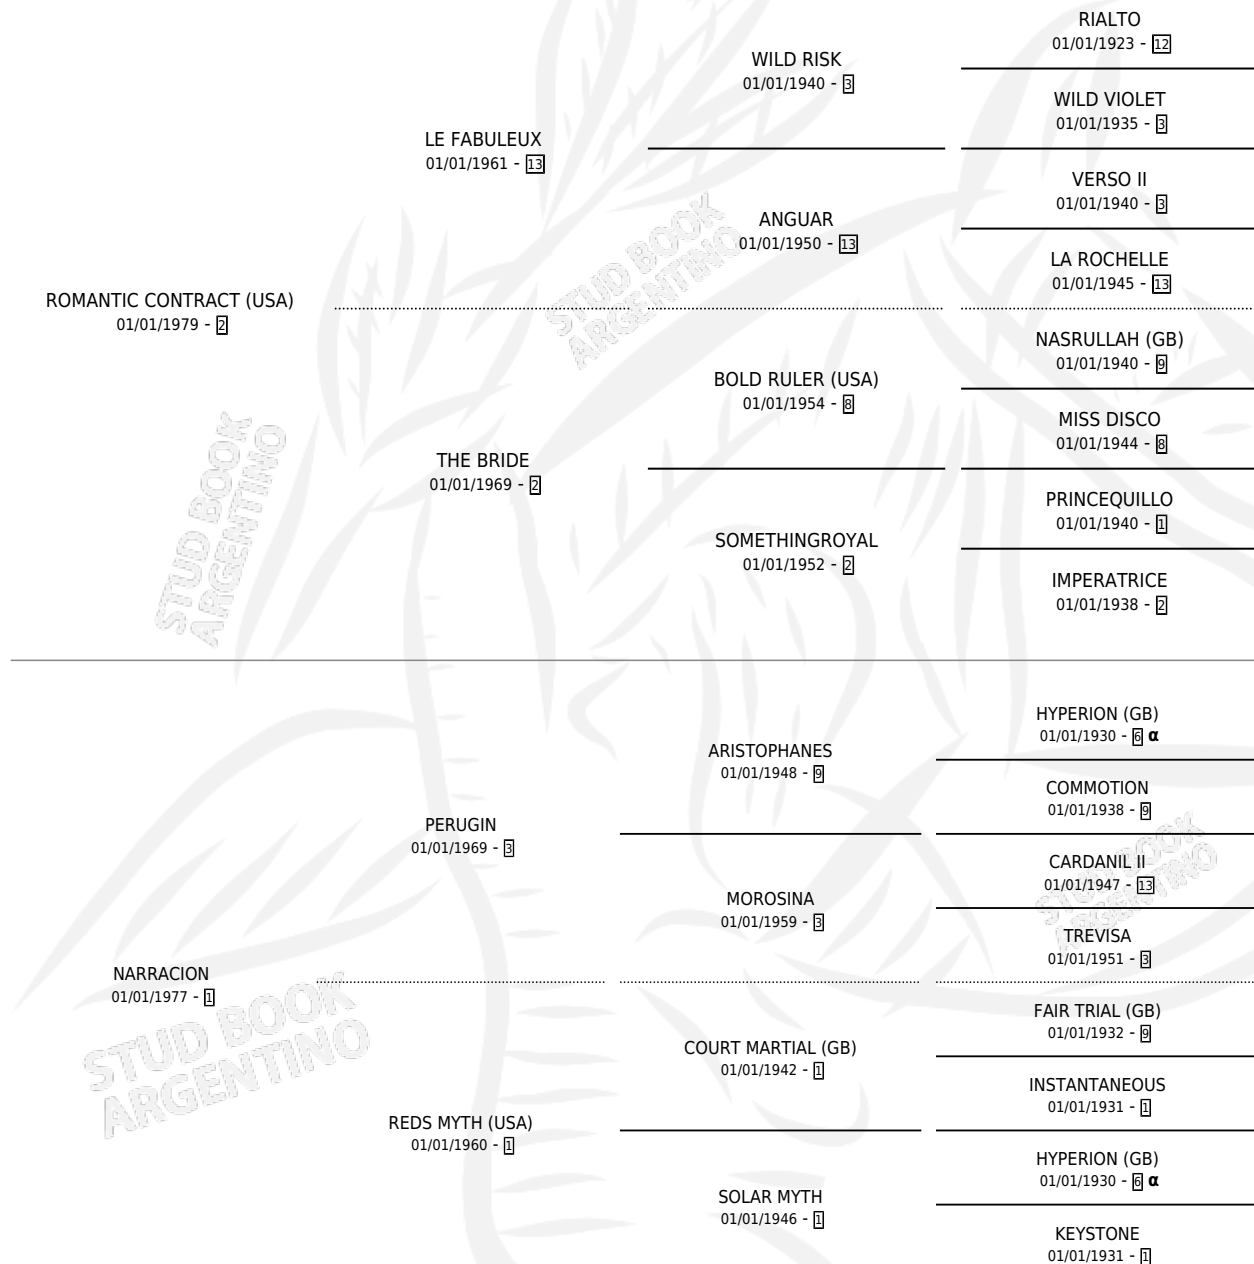 RIALTO
01/01/1923 - 12
WILD RISK
01/01/1940 - 3
WILD VIOLET
01/01/1935 - 3
LE FABULEUX
01/01/1961 - 13
VERSO II
01/01/1940 - 3
ANGUAR
01/01/1950 - 13
LA ROCHELLE
01/01/1945 - 13
ROMANTIC CONTRACT (USA)
01/01/1979 - 2
NASRULLAH (GB)
01/01/1940 - 9
BOLD RULER (USA)
01/01/1954 - 8
MISS DISCO
01/01/1944 - 8
THE BRIDE
01/01/1969 - 2
PRINCEQUILLO
01/01/1940 - 1
SOMETHINGROYAL
01/01/1952 - 2
IMPERATRICE
01/01/1938 - 2
HYPERION (GB)
01/01/1930 - 6 α
ARISTOPHANES
01/01/1948 - 9
COMMOTION
01/01/1938 - 9
PERUGIN
01/01/1969 - 3
CARDANIL II
01/01/1947 - 13
MOROSINA
01/01/1959 - 3
TREVISA
01/01/1951 - 3
NARRACION
01/01/1977 - 1
FAIR TRIAL (GB)
01/01/1932 - 9
COURT MARTIAL (GB)
01/01/1942 - 1
INSTANTANEOUS
01/01/1931 - 1
REDS MYTH (USA)
01/01/1960 - 1
HYPERION (GB)
01/01/1930 - 6 α
SOLAR MYTH
01/01/1946 - 1
KEYSTONE
01/01/1931 - 1
STUD BOOK
ARGENTINO
STUD BOOK
ARGENTINO
STUD BOOK
ARGENTINO
STUD BOOK
ARGENTINO